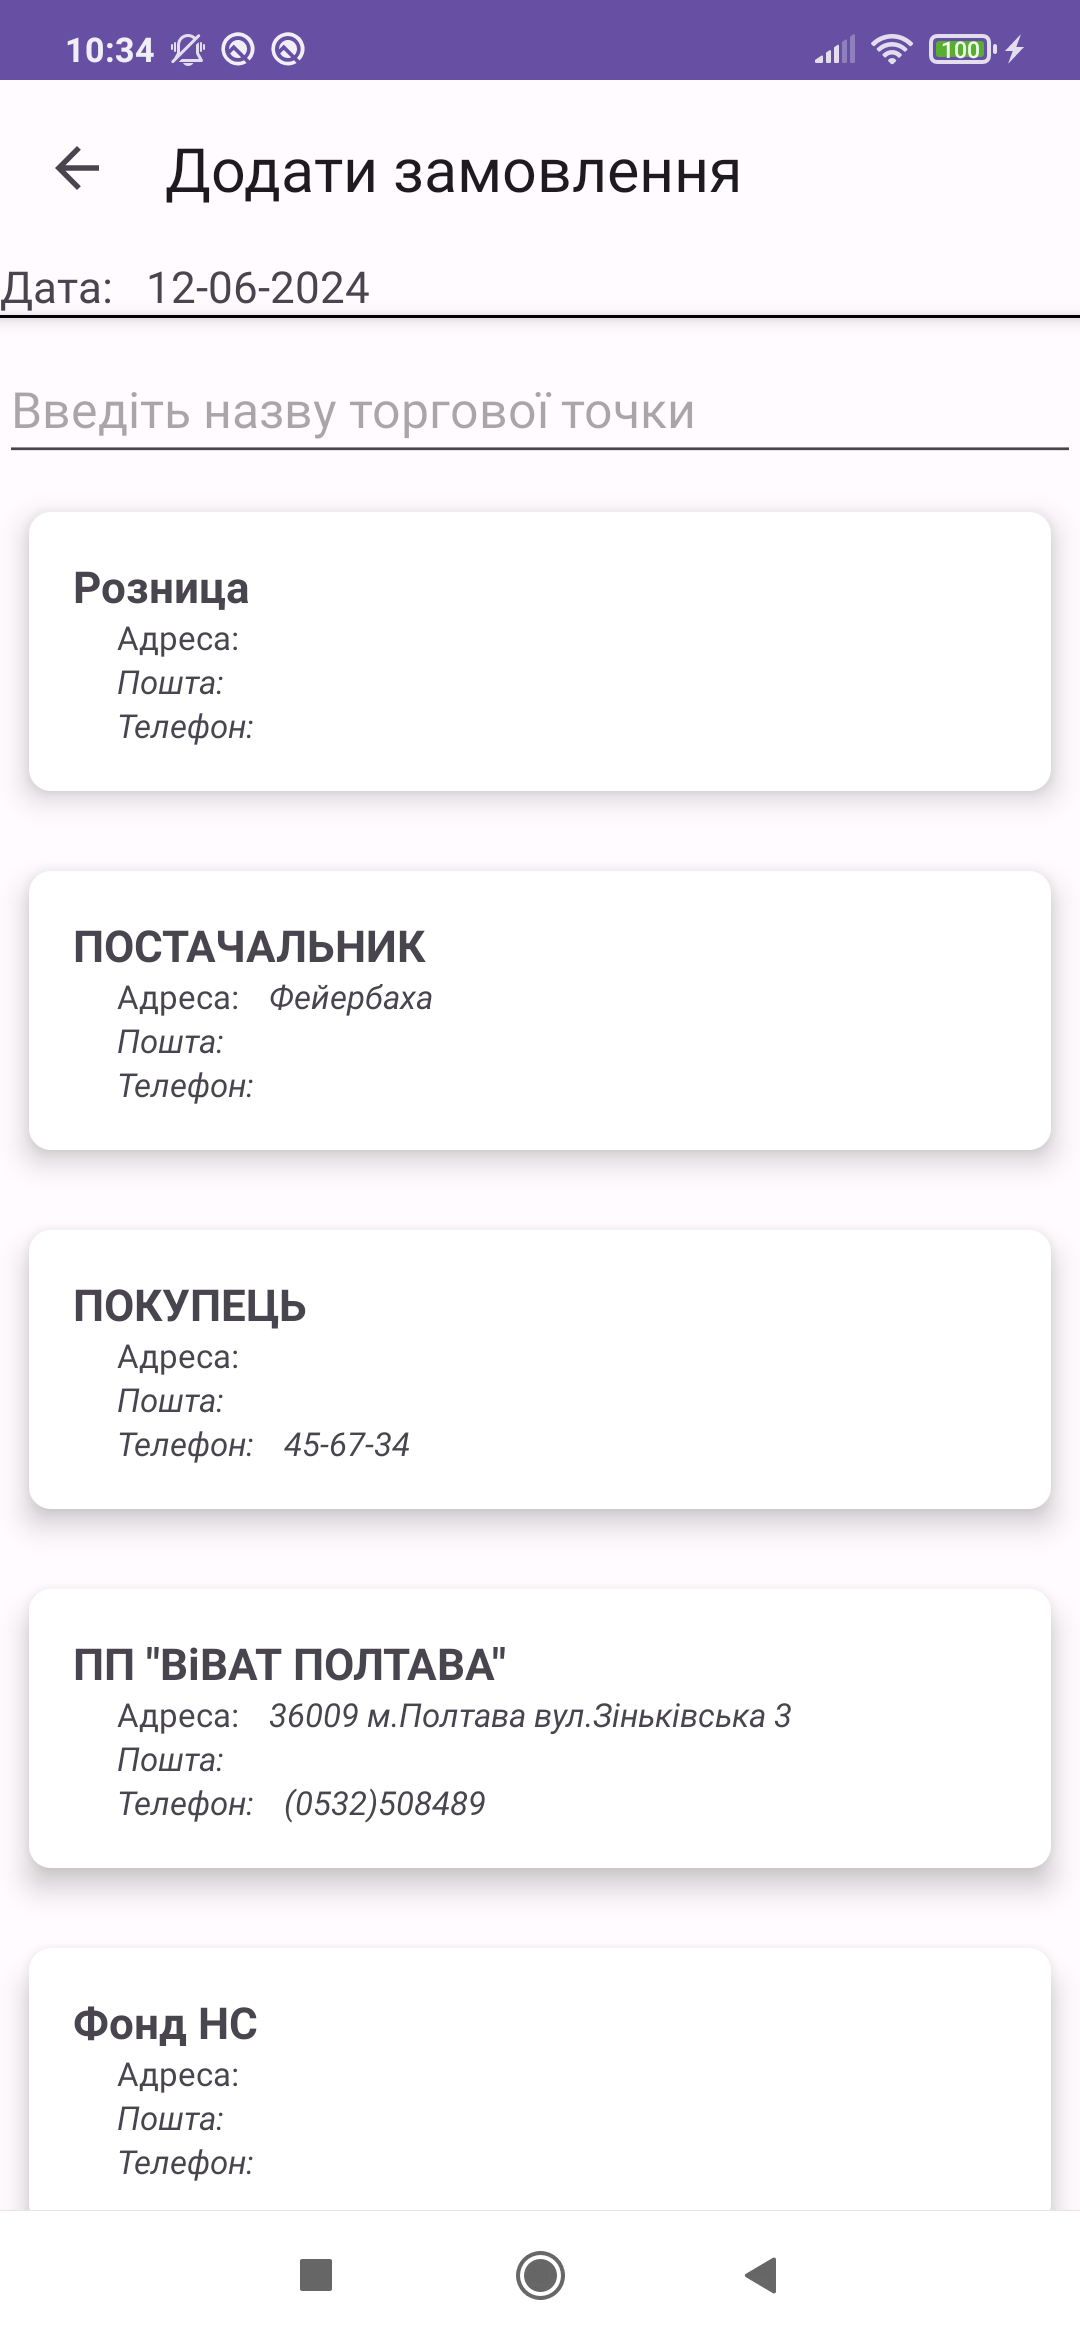 10:34
100
Додати замовлення
Дата: 12-06-2024
Введіть назву торгової точки
Розница
Адреса:
Пошта:
Телефон:
ПОСТАЧАЛЬНИК
Адреса: Фейербаха
Пошта:
Телефон:
ПОКУПЕЦЬ
Адреса:
Пошта:
Телефон: 45-67-34
ПП "ВіВАТ ПОЛТАВА"
Адреса: 36009 м.Полтава вул.Зіньківська 3
Пошта:
Телефон: (0532)508489
Фонд НС
Адреса:
Пошта:
Телефон: